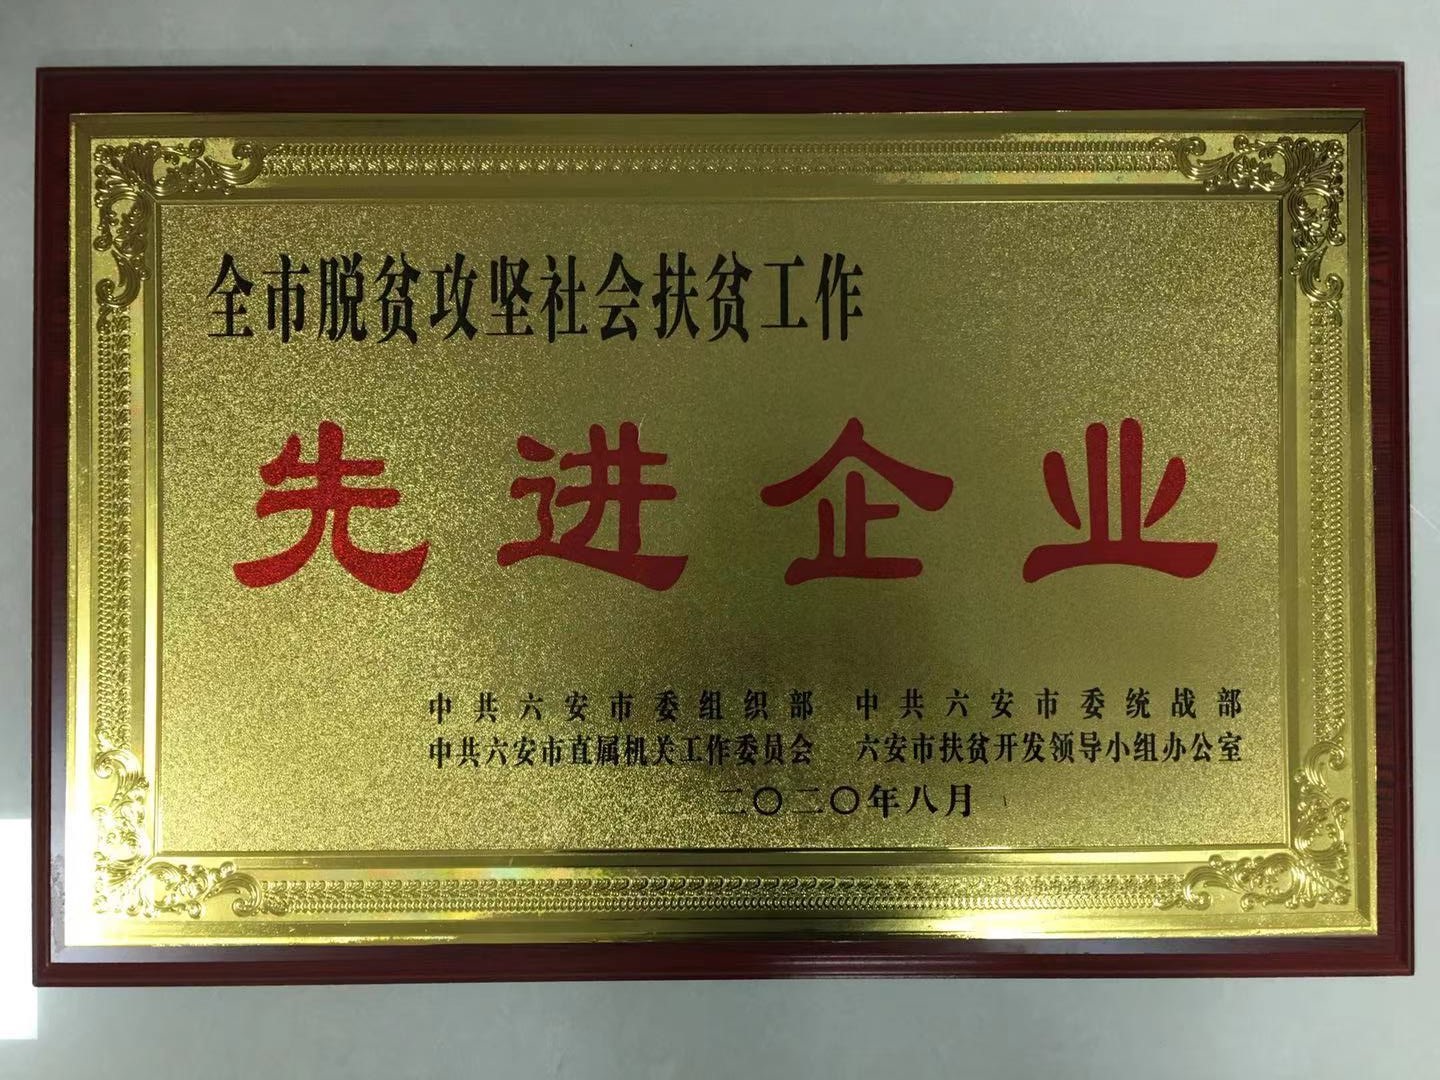 全市脱贫攻坚社会扶贫工作
先进企业
中共六安市委组织部 中共六安市委统战部
中共六安市直属机关工作委员会 六安市扶贫开发领导小组办公室
二〇二〇年八月